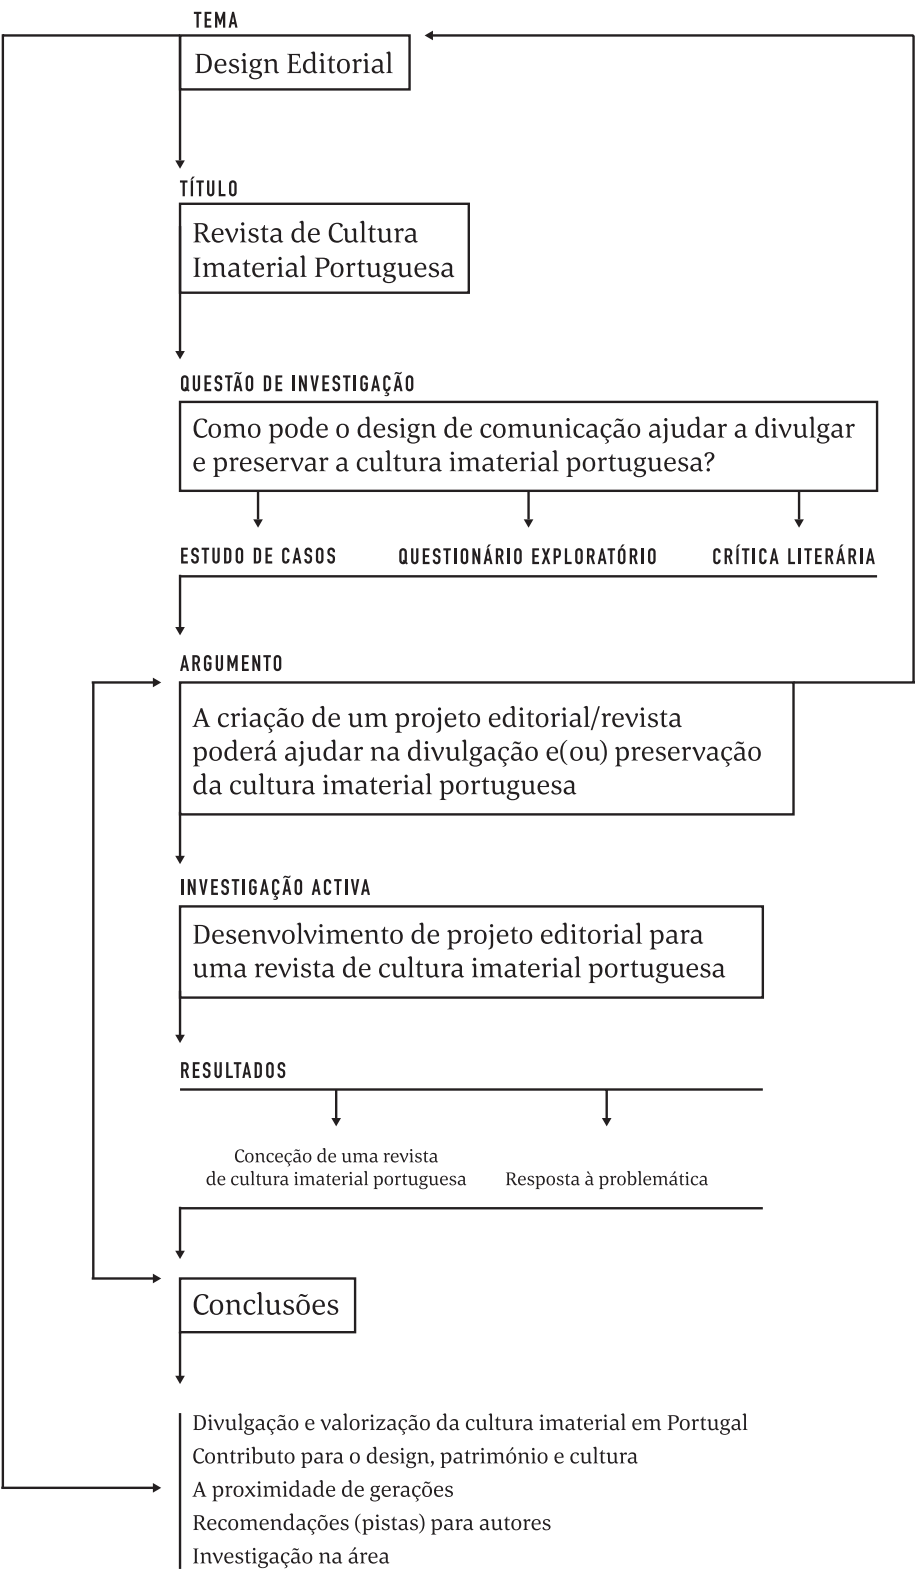 TEMA
Design Editorial
TÍTULO
Revista de Cultura
Imaterial Portuguesa
QUESTÃO DE INVESTIGAÇÃO
Como pode o design de comunicação ajudar a divulgar
e preservar a cultura imaterial portuguesa?
ESTUDO DE CASOS QUESTIONÁRIO EXPLORATÓRIO CRÍTICA LITERÁRIA
ARGUMENTO
A criação de um projeto editorial/revista
poderá ajudar na divulgação e(ou) preservação
da cultura imaterial portuguesa
INVESTIGAÇÃO ACTIVA
Desenvolvimento de projeto editorial para
uma revista de cultura imaterial portuguesa
RESULTADOS
Conceção de uma revista
de cultura imaterial portuguesa
Resposta à problemática
Conclusões
Divulgação e valorização da cultura imaterial em Portugal
Contributo para o design, património e cultura
A proximidade de gerações
Recomendações (pistas) para autores
Investigação na área